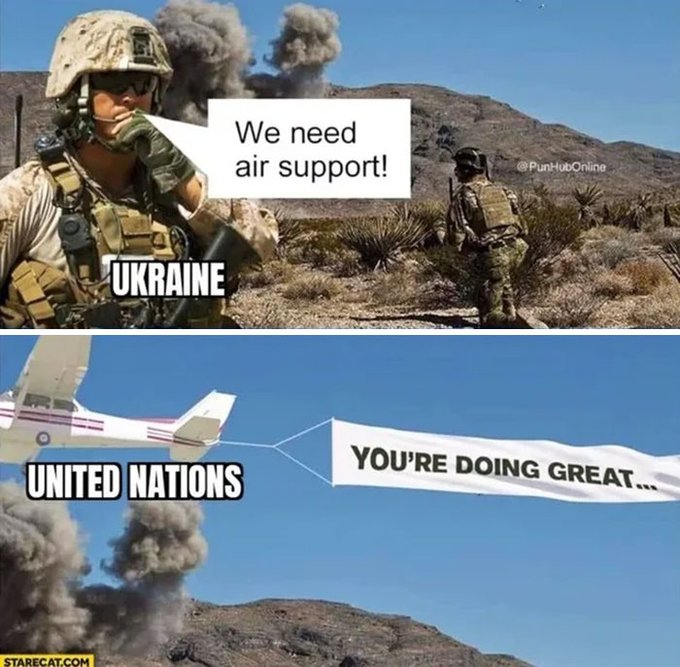 We need
air support!
@PunHubOnline
UKRAINE
YOU'RE DOING GREAT...
UNITED NATIONS
STARECAT.COM